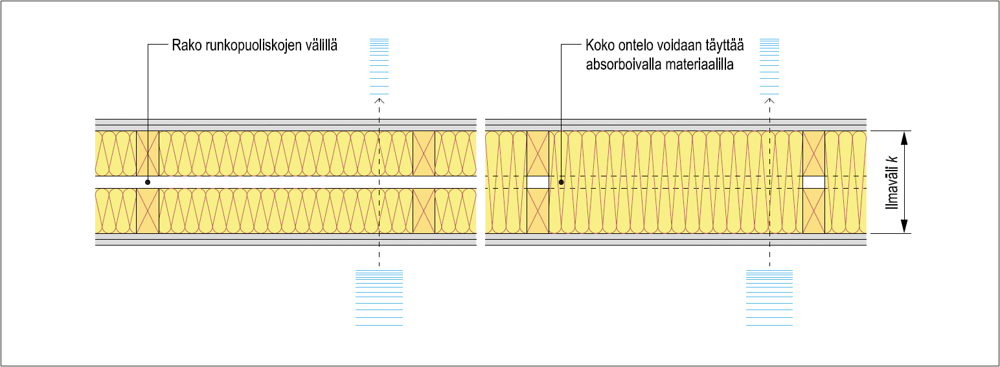 Rako runkopuoliskojen välillä
Koko ontelo voidaan täyttää
absorboivalla materiaalilla
Ilmaväli k